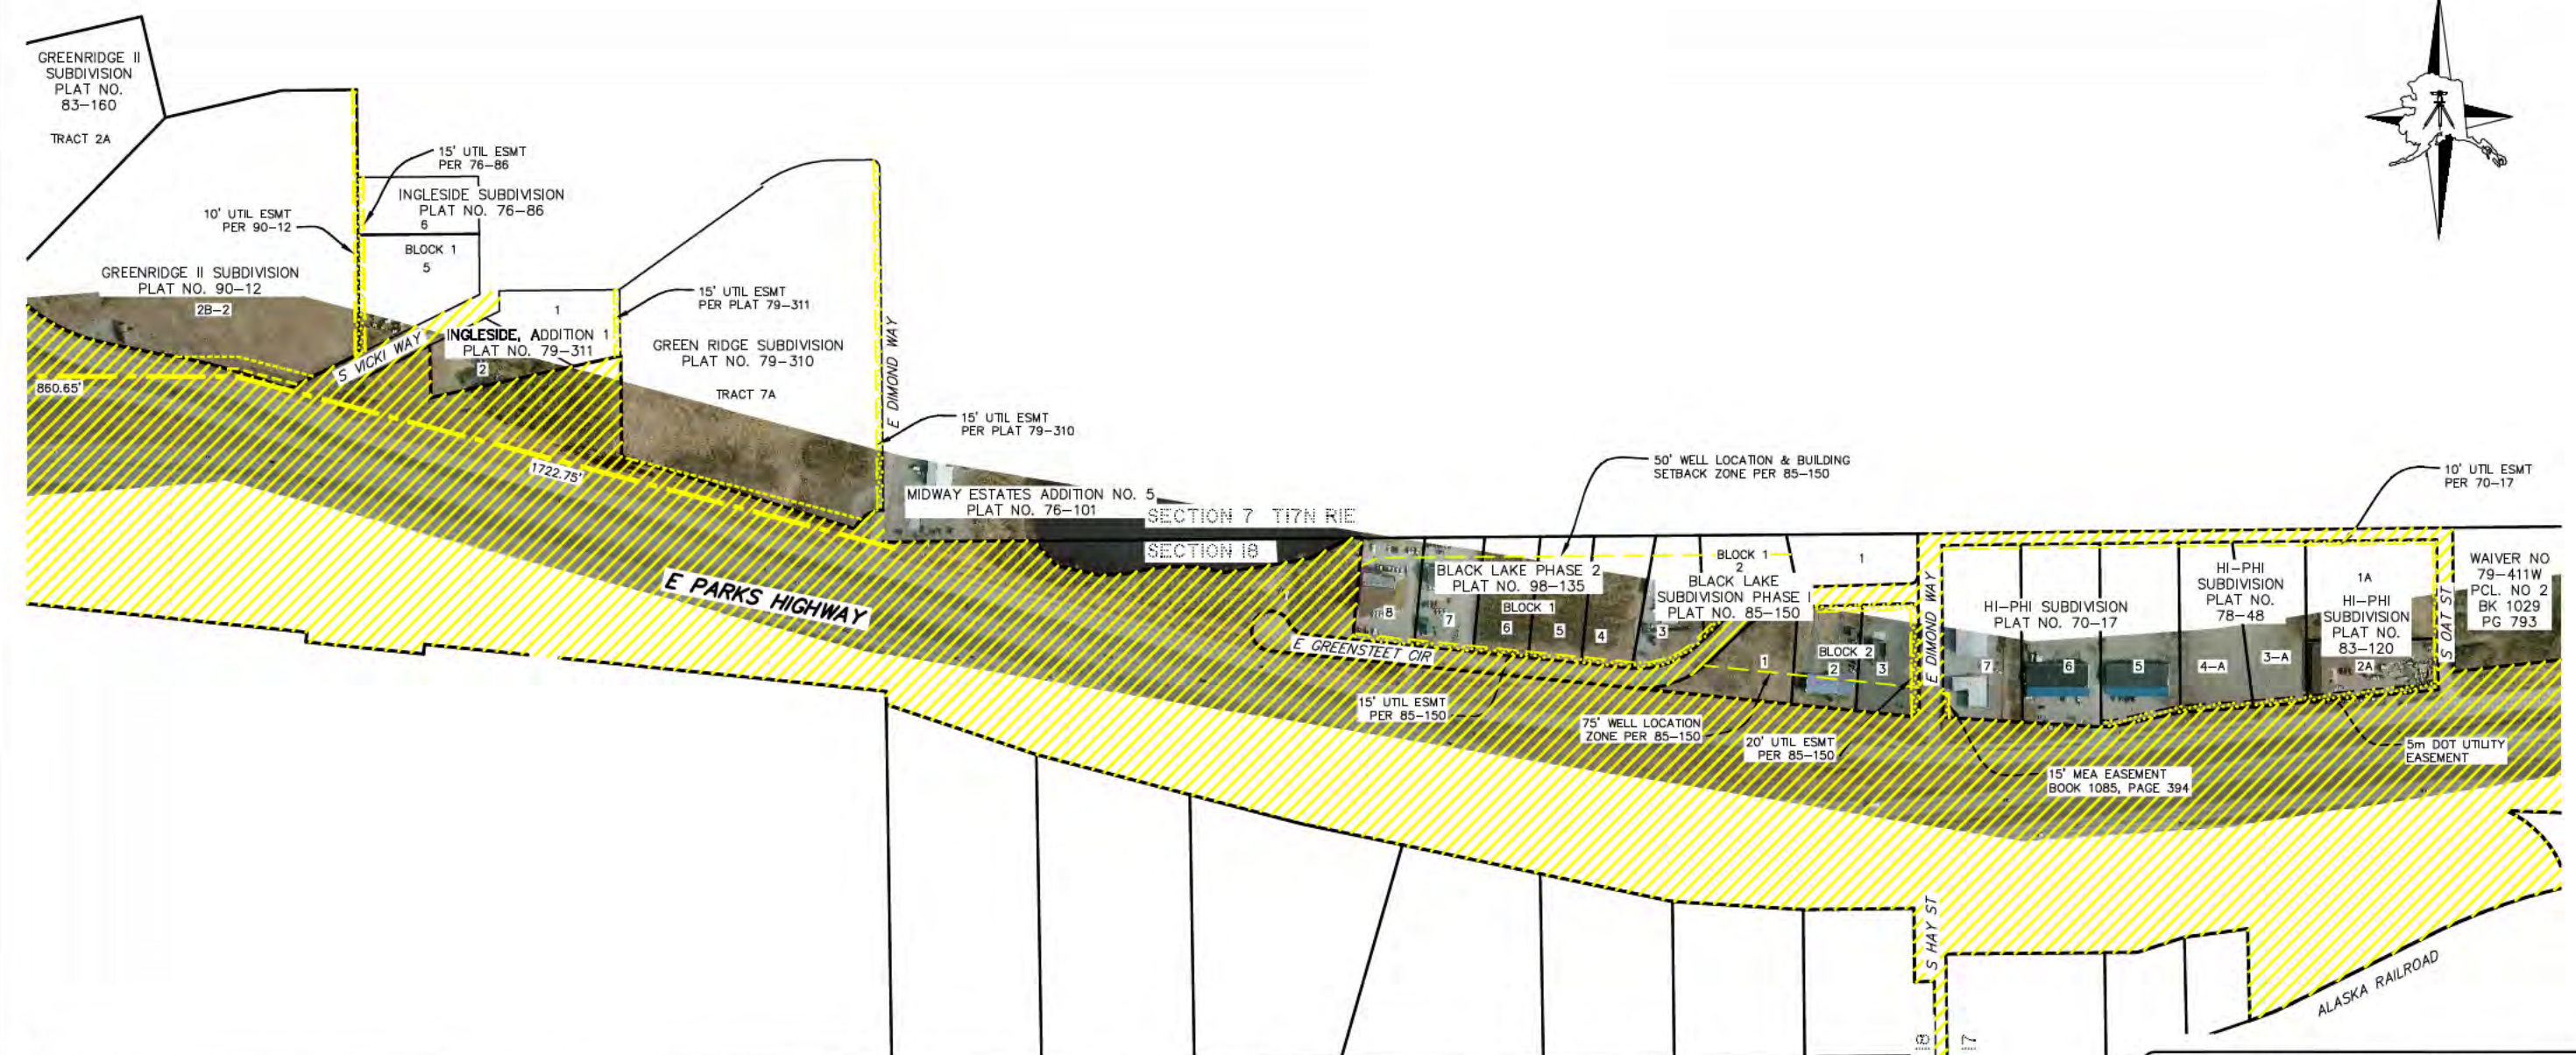 GREENRIDGE II
SUBDIVISION
PLAT NO.
83-160
TRACT 2A
15' UTIL ESMT
PER 76-86
INGLESIDE SUBDIVISION
PLAT NO. 76-86
6
10' UTIL ESMT
PER 90-12
BLOCK 1
5
GREENRIDGE II SUBDIVISION
PLAT NO. 90-12
2B-2
S VICKI WAY
1
INGLESIDE, ADDITION 1
PLAT NO. 79-311
2
15' UTIL ESMT
PER PLAT 79-311
GREEN RIDGE SUBDIVISION
PLAT NO. 79-310
TRACT 7A
E DIMOND WAY
15' UTIL ESMT
PER PLAT 79-310
860.65'
1722.75'
E PARKS HIGHWAY
MIDWAY ESTATES ADDITION NO. 5
PLAT NO. 76-101
SECTION 7 T17N R1E
SECTION 18
50' WELL LOCATION & BUILDING
SETBACK ZONE PER 85-150
10' UTIL ESMT
PER 70-17
BLACK LAKE PHASE 2
PLAT NO. 98-135
BLOCK 1
8
7
6
5
4
3
BLOCK 1
2
BLACK LAKE
SUBDIVISION PHASE I
PLAT NO. 85-150
1
1
BLOCK 2
2
3
E GREENSTEET CIR
15' UTIL ESMT
PER 85-150
75' WELL LOCATION
ZONE PER 85-150
20' UTIL ESMT
PER 85-150
E DIMOND WAY
HI-PHI SUBDIVISION
PLAT NO. 70-17
7
6
5
HI-PHI
SUBDIVISION
PLAT NO.
78-48
4-A
3-A
1A
HI-PHI
SUBDIVISION
PLAT NO.
83-120
2A
S OAT ST
WAIVER NO
79-411W
PCL. NO 2
BK 1029
PG 793
15' MEA EASEMENT
BOOK 1085, PAGE 394
5m DOT UTILITY
EASEMENT
S HAY ST
ALASKA RAILROAD
17